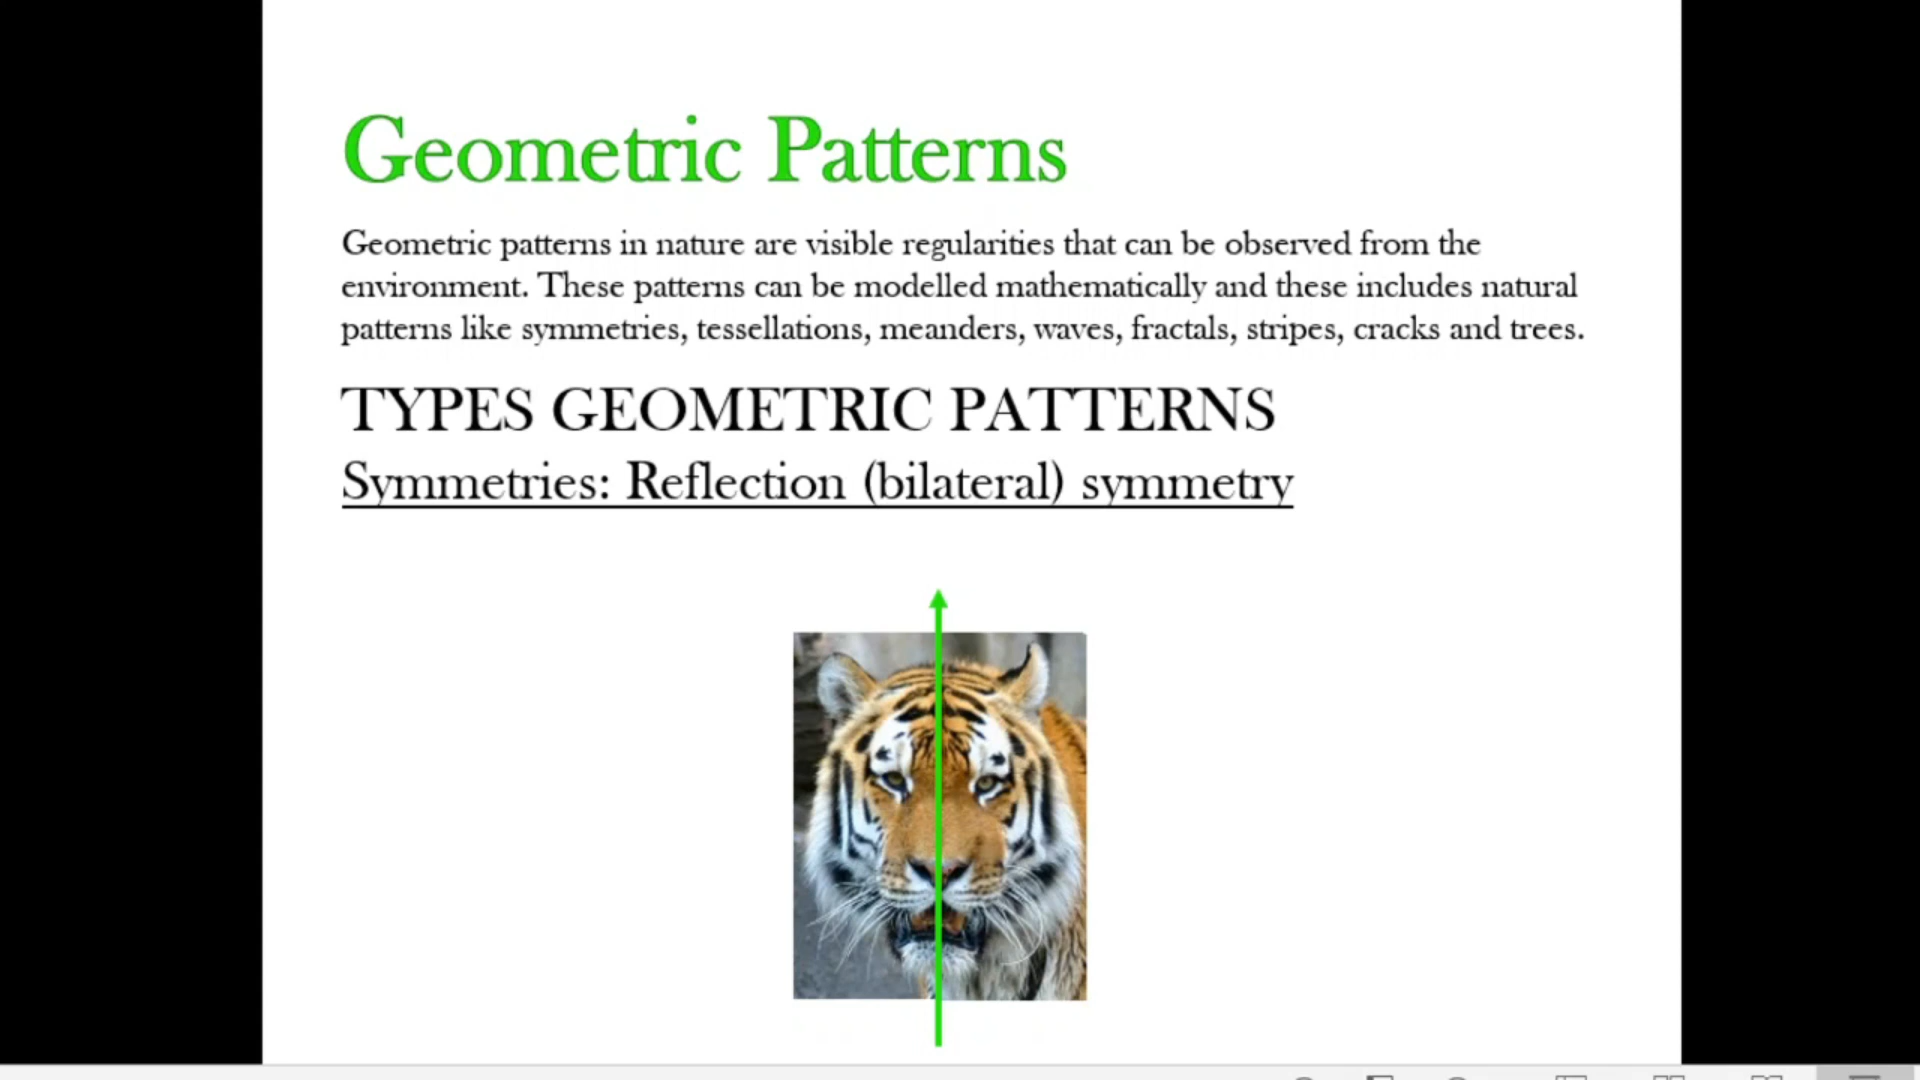 Geometric Patterns
Geometric patterns in nature are visible regularities that can be observed from the
environment. These patterns can be modelled mathematically and these includes natural
patterns like symmetries, tessellations, meanders, waves, fractals, stripes, cracks and trees.
TYPES GEOMETRIC PATTERNS
Symmetries: Reflection (bilateral) symmetry